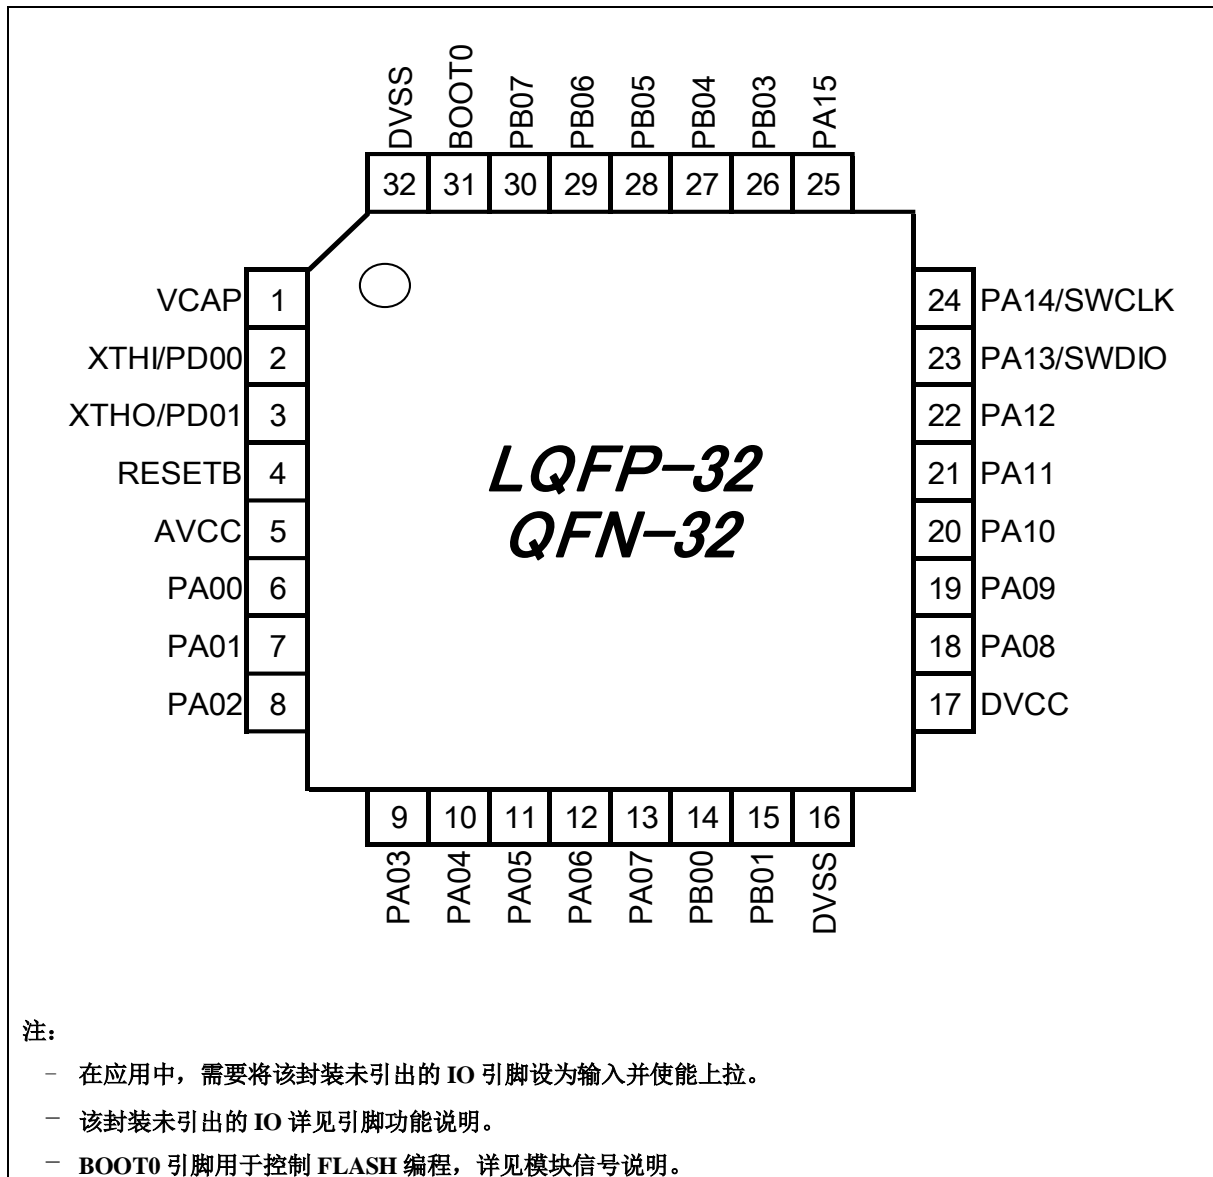 DVSS
BOOT0
PB07
PB06
PB05
PB04
PB03
PA15
32 31 30 29 28 27 26 25
VCAP 1
XTHI/PD00 2
XTHO/PD01 3
RESETB 4
AVCC 5
PA00 6
PA01 7
PA02 8
LQFP-32
QFN-32
24 PA14/SWCLK
23 PA13/SWDIO
22 PA12
21 PA11
20 PA10
19 PA09
18 PA08
17 DVCC
9 10 11 12 13 14 15 16
PA03
PA04
PA05
PA06
PA07
PB00
PB01
DVSS
注：
－ 在应用中，需要将该封装未引出的 IO 引脚设为输入并使能上拉。
－ 该封装未引出的 IO 详见引脚功能说明。
－ BOOT0 引脚用于控制 FLASH 编程，详见模块信号说明。